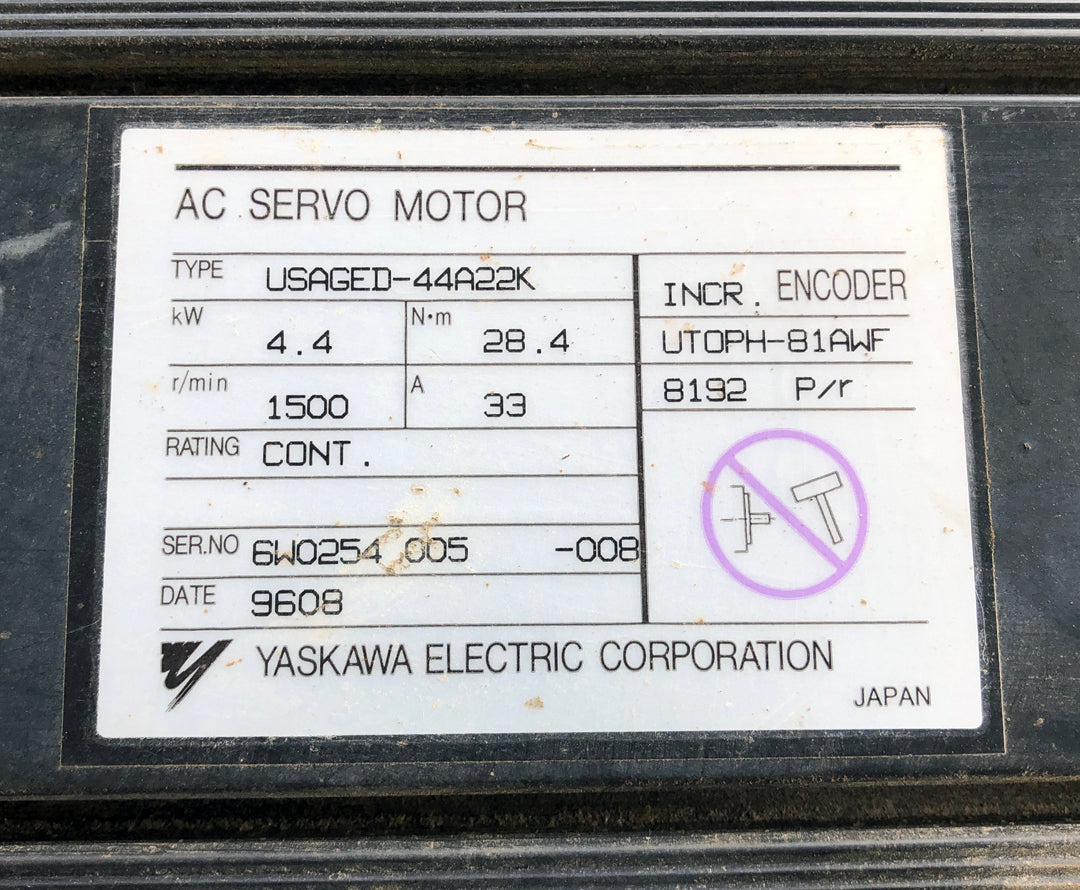 AC SERVO MOTOR
TYPE USAGED-44A22K
kW 4.4 N·m 28.4
r/min 1500 A 33
RATING CONT.
SER.NO 6W0254 005 -008
DATE 9608
INCR. ENCODER
UTOPH-81AWF
8192 P/r
YASKAWA ELECTRIC CORPORATION
JAPAN